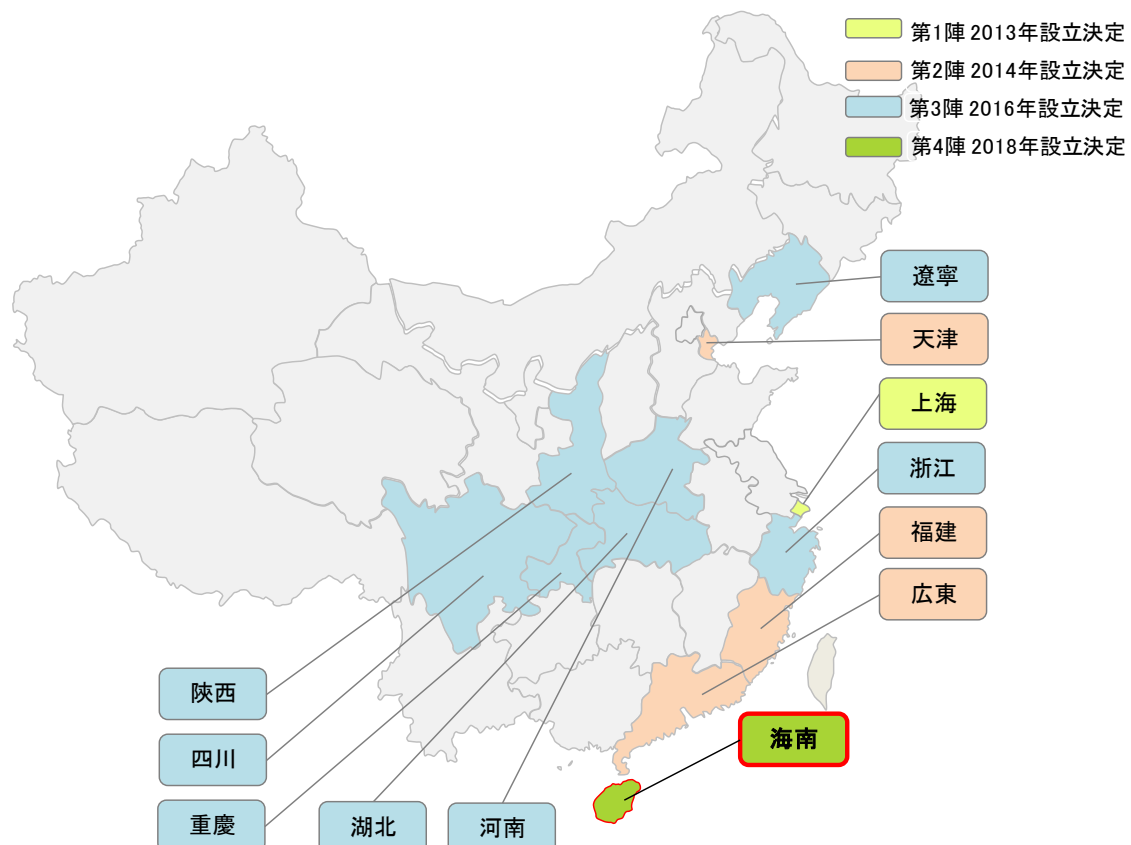 第1陣 2013年設立決定
第2陣 2014年設立決定
第3陣 2016年設立決定
第4陣 2018年設立決定
遼寧
天津
上海
浙江
福建
広東
海南
陝西
四川
重慶
湖北
河南